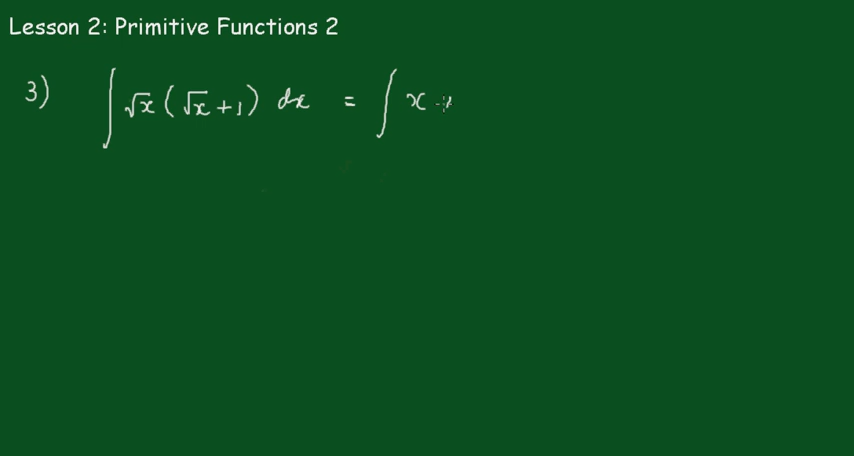 Lesson 2: Primitive Functions 2
3) ∫ √x (√x + 1) dx = ∫ x +